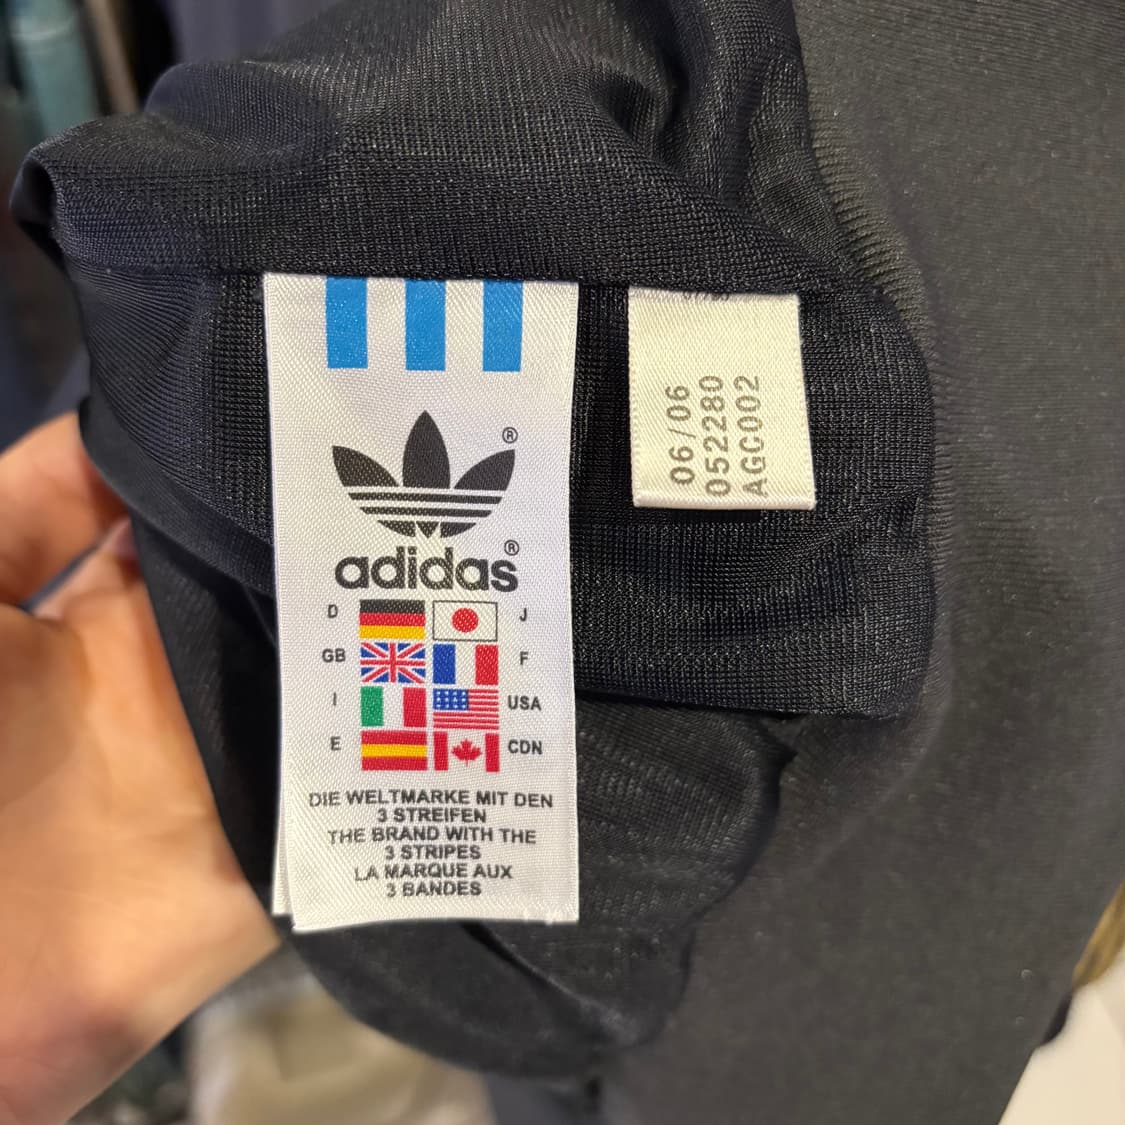 ®
adidas®
D J
GB F
I USA
E CDN
DIE WELTMARKE MIT DEN
3 STREIFEN
THE BRAND WITH THE
3 STRIPES
LA MARQUE AUX
3 BANDES
06/06
052280
AGC002